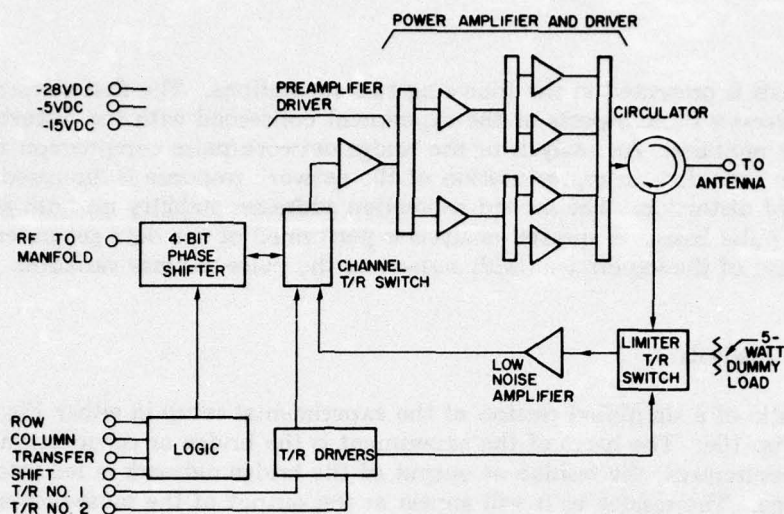 POWER AMPLIFIER AND DRIVER
-28VDC
-5VDC
-15VDC
PREAMPLIFIER
DRIVER
CIRCULATOR
TO
ANTENNA
RF TO
MANIFOLD
4-BIT
PHASE
SHIFTER
CHANNEL
T/R SWITCH
LOW
NOISE
AMPLIFIER
LIMITER
T/R
SWITCH
5-
WATT
DUMMY
LOAD
ROW
COLUMN
TRANSFER
SHIFT
T/R NO. 1
T/R NO. 2
LOGIC
T/R DRIVERS